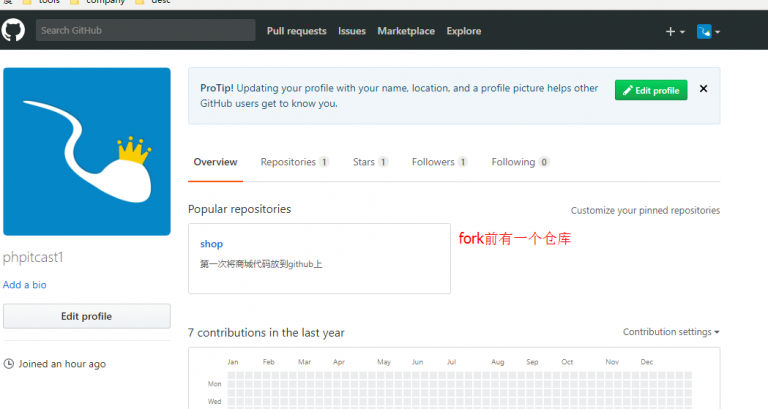 度 tools company desc
Search GitHub Pull requests Issues Marketplace Explore
ProTip! Updating your profile with your name, location, and a profile picture helps other
GitHub users get to know you.
Edit profile
Overview Repositories 1 Stars 1 Followers 1 Following 0
Popular repositories Customize your pinned repositories
shop
第一次将商城代码放到github上
fork前有一个仓库
phpitcast1
Add a bio
Edit profile
Joined an hour ago
7 contributions in the last year Contribution settings
Jan Feb Mar Apr May Jun Jul Aug Sep Oct Nov Dec
Mon
Wed